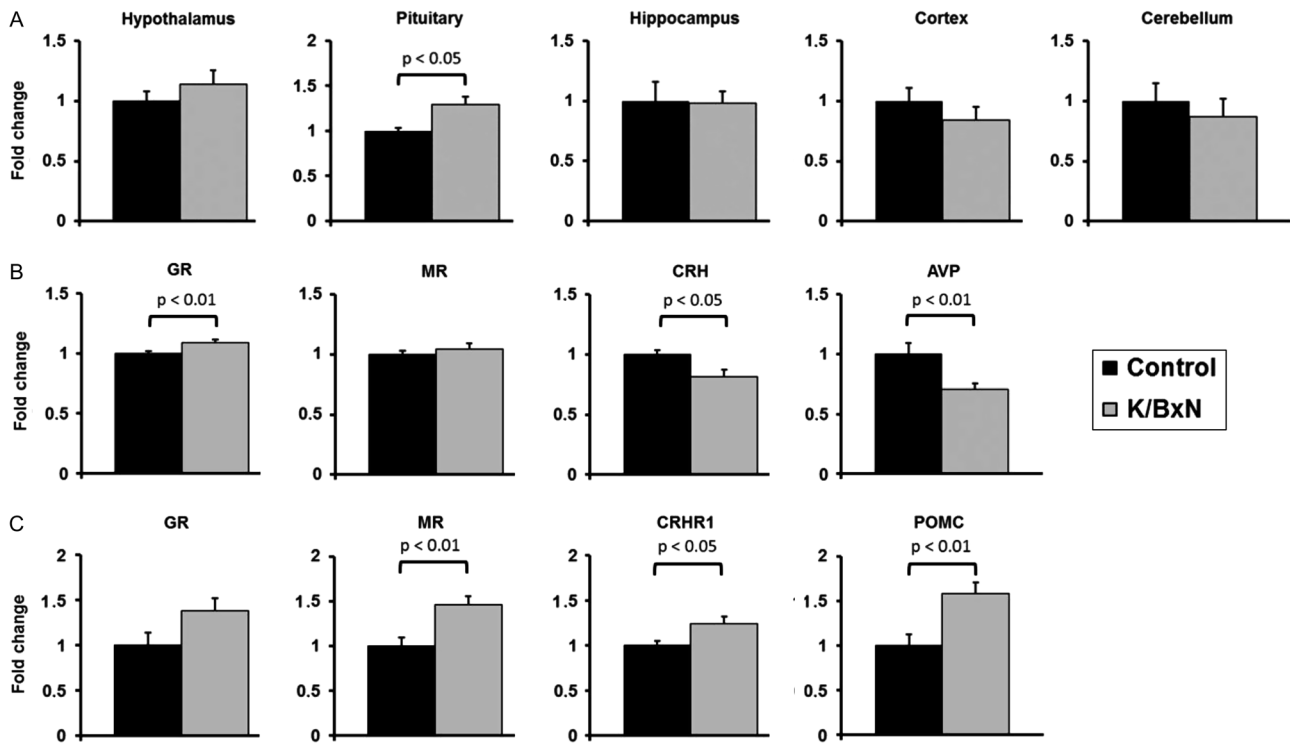 A
Hypothalamus Pituitary Hippocampus Cortex Cerebellum
Fold change
1.5 2 1.5 1.5 1.5
p < 0.05
1 1.5 1 1 1
0.5 1 0.5 0.5 0.5
0.5
0 0 0 0 0
B
GR MR CRH AVP
Fold change
1.5 1.5 1.5 1.5
p < 0.01 p < 0.05 p < 0.01
1 1 1 1
0.5 0.5 0.5 0.5
0 0 0 0
Control
K/BxN
C
GR MR CRHR1 POMC
Fold change
p < 0.01 p < 0.05 p < 0.01
2 2 2 2
1.5 1.5 1.5 1.5
1 1 1 1
0.5 0.5 0.5 0.5
0 0 0 0